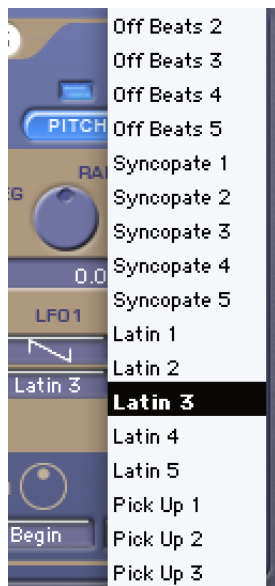 PITCH
RA
EG
0.0
LFO1
Latin 3
Begin
Off Beats 2
Off Beats 3
Off Beats 4
Off Beats 5
Syncopate 1
Syncopate 2
Syncopate 3
Syncopate 4
Syncopate 5
Latin 1
Latin 2
Latin 3
Latin 4
Latin 5
Pick Up 1
Pick Up 2
Pick Up 3